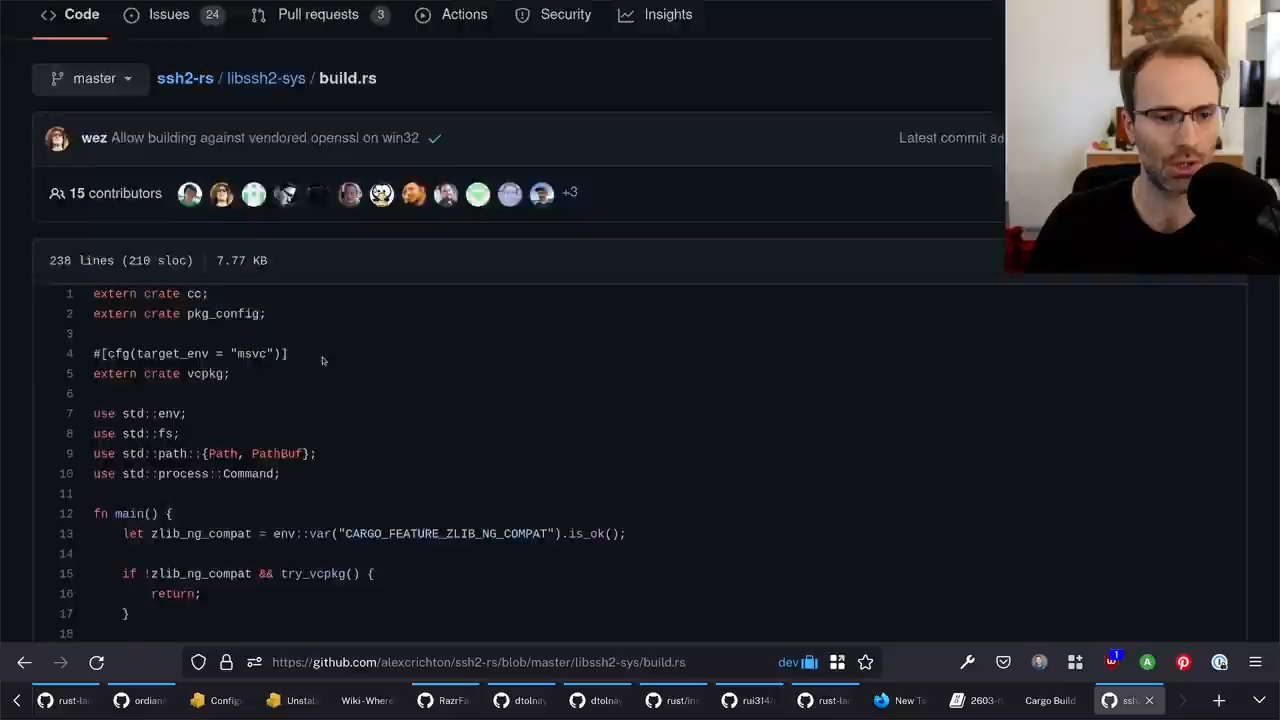 Code Issues 24 Pull requests 3 Actions Security Insights
master ssh2-rs / libssh2-sys / build.rs
wez Allow building against vendored openssl on win32 Latest commit 8d
15 contributors +3
238 lines (210 sloc) 7.77 KB
1 extern crate cc;
2 extern crate pkg_config;
3
4 #[cfg(target_env = "msvc")]
5 extern crate vcpkg;
6
7 use std::env;
8 use std::fs;
9 use std::path::{Path, PathBuf};
10 use std::process::Command;
11
12 fn main() {
13 let zlib_ng_compat = env::var("CARGO_FEATURE_ZLIB_NG_COMPAT").is_ok();
14
15 if !zlib_ng_compat && try_vcpkg() {
16 return;
17 }
18
https://github.com/alexcrichton/ssh2-rs/blob/master/libssh2-sys/build.rs dev 1
rust-la ordian Config Unstab Wiki-Where RazrFa dtolna dtolna rust/in rui314/ rust-lan New Ta 2603-n Cargo Build ssh